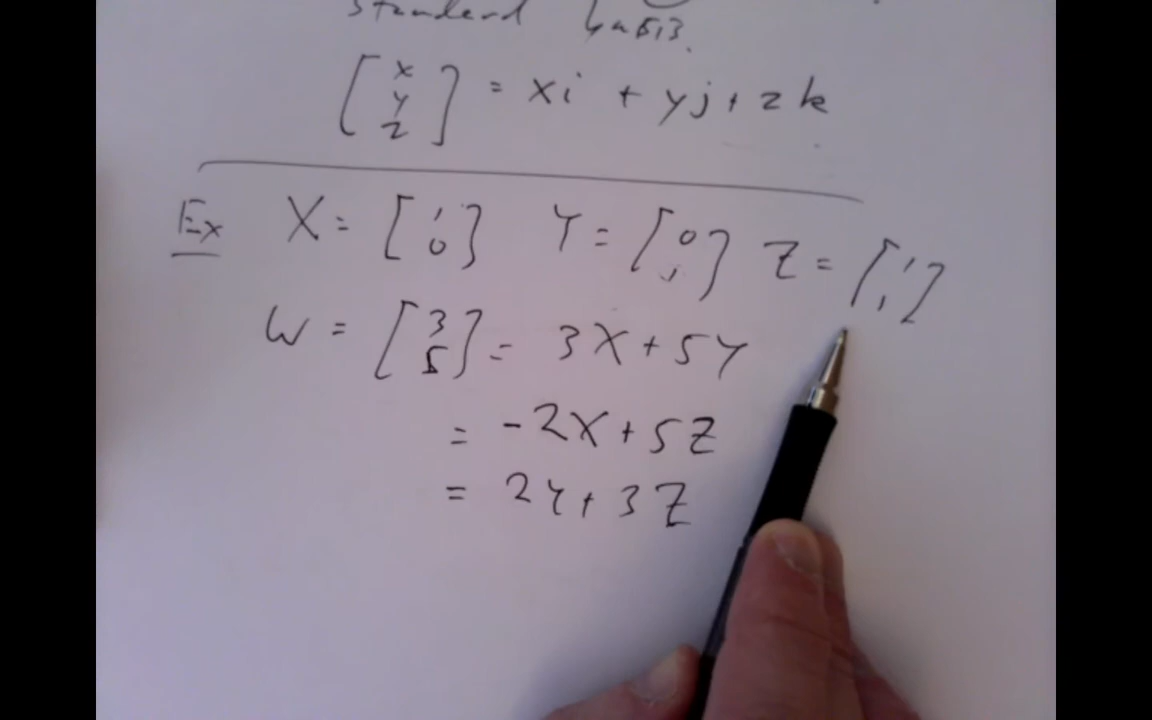 standard basis.
[x y z] = xi + yj + zk
Ex X = [1 0] Y = [0 1] Z = [1 1]
W = [3 5] = 3X + 5Y
= -2X + 5Z
= 2Y + 3Z